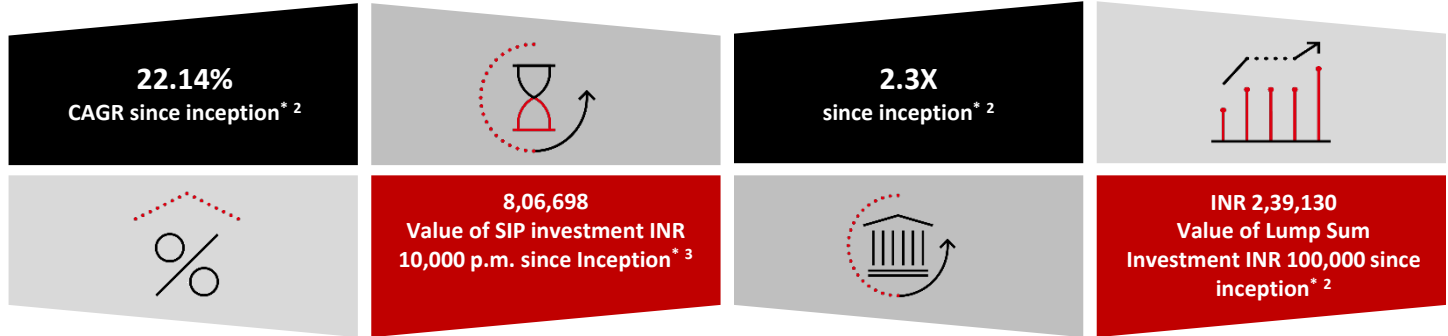 22.14%
CAGR since inception* 2
2.3X
since inception* 2
8,06,698
Value of SIP investment INR
10,000 p.m. since Inception* 3
INR 2,39,130
Value of Lump Sum
Investment INR 100,000 since
inception* 2